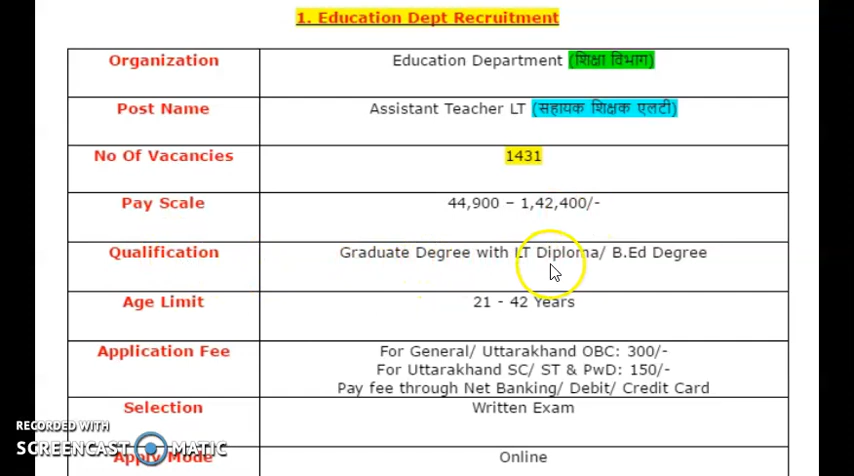 1. Education Dept Recruitment
Organization
Education Department (शिक्षा विभाग)
Post Name
Assistant Teacher LT (सहायक शिक्षक एलटी)
No Of Vacancies
1431
Pay Scale
44,900 – 1,42,400/-
Qualification
Graduate Degree with LT Diploma/ B.Ed Degree
Age Limit
21 - 42 Years
Application Fee
For General/ Uttarakhand OBC: 300/-
For Uttarakhand SC/ ST & PwD: 150/-
Pay fee through Net Banking/ Debit/ Credit Card
Selection
Written Exam
Apply Mode
Online
RECORDED WITH
SCREENCAST MATIC